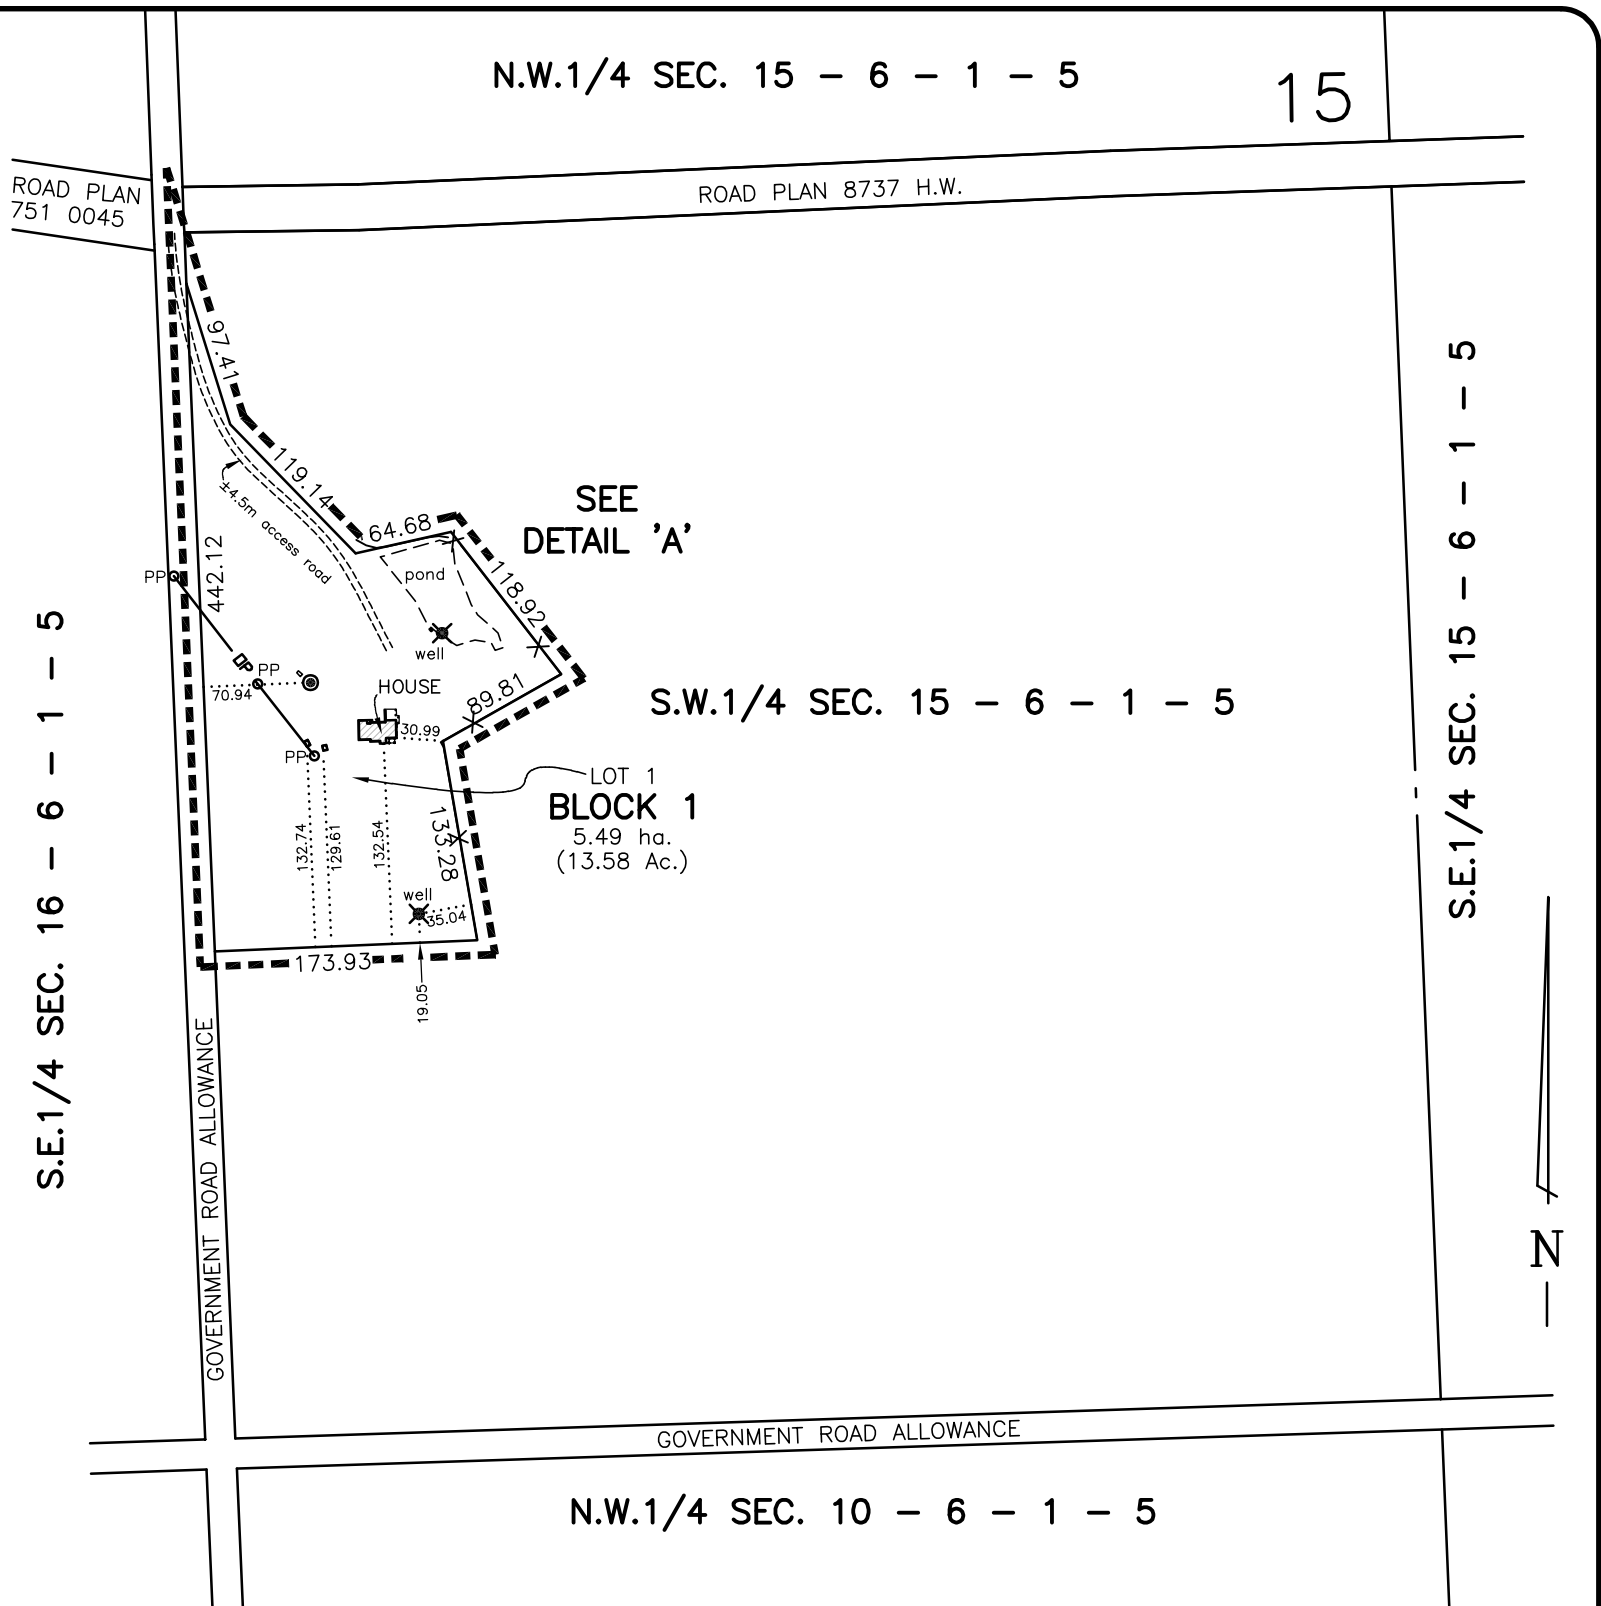 N.W.1/4 SEC. 15 – 6 – 1 – 5
15
ROAD PLAN
751 0045
ROAD PLAN 8737 H.W.
97.41
119.14
64.68
SEE
DETAIL 'A'
±4.5m access road
442.12
PP
pond
118.92
well
PP
70.94
HOUSE
89.81
S.W.1/4 SEC. 15 – 6 – 1 – 5
30.99
PP
LOT 1
BLOCK 1
5.49 ha.
(13.58 Ac.)
132.74
129.61
132.54
133.28
well
35.04
173.93
19.05
S.E.1/4 SEC. 16 – 6 – 1 – 5
S.E.1/4 SEC. 15 – 6 – 1 – 5
GOVERNMENT ROAD ALLOWANCE
N
GOVERNMENT ROAD ALLOWANCE
N.W.1/4 SEC. 10 – 6 – 1 – 5